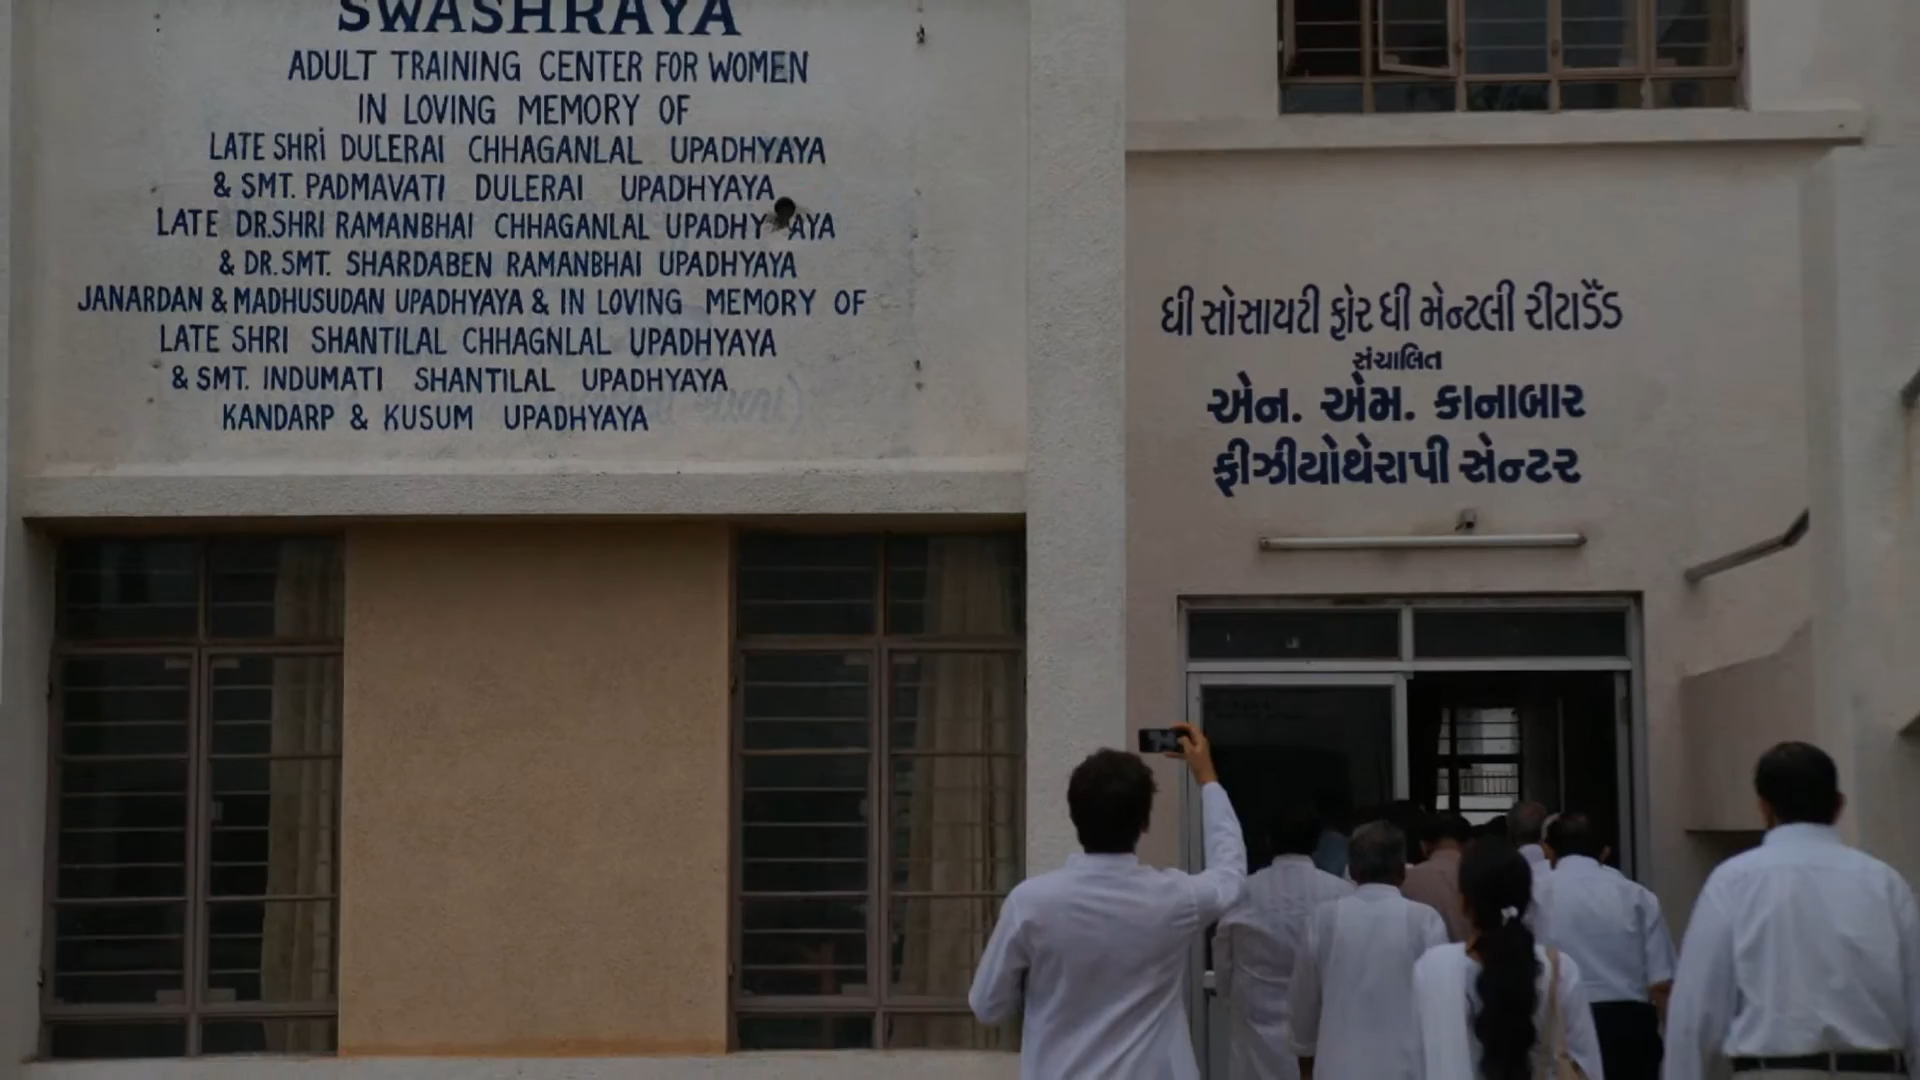 SWASHRAYA
ADULT TRAINING CENTER FOR WOMEN
IN LOVING MEMORY OF
LATE SHRI DULERAI CHHAGANLAL UPADHYAYA
& SMT. PADMAVATI DULERAI UPADHYAYA
LATE DR.SHRI RAMANBHAI CHHAGANLAL UPADHYAYA
& DR.SMT. SHARDABEN RAMANBHAI UPADHYAYA
JANARDAN & MADHUSUDAN UPADHYAYA & IN LOVING MEMORY OF
LATE SHRI SHANTILAL CHHAGNLAL UPADHYAYA
& SMT. INDUMATI SHANTILAL UPADHYAYA
KANDARP & KUSUM UPADHYAYA
ધી સોસાયટી ફોર ધી મેન્ટલી રીટાર્ડેડ
સંચાલિત
એન. એમ. કાનાબાર
ફીઝીયોથેરાપી સેન્ટર